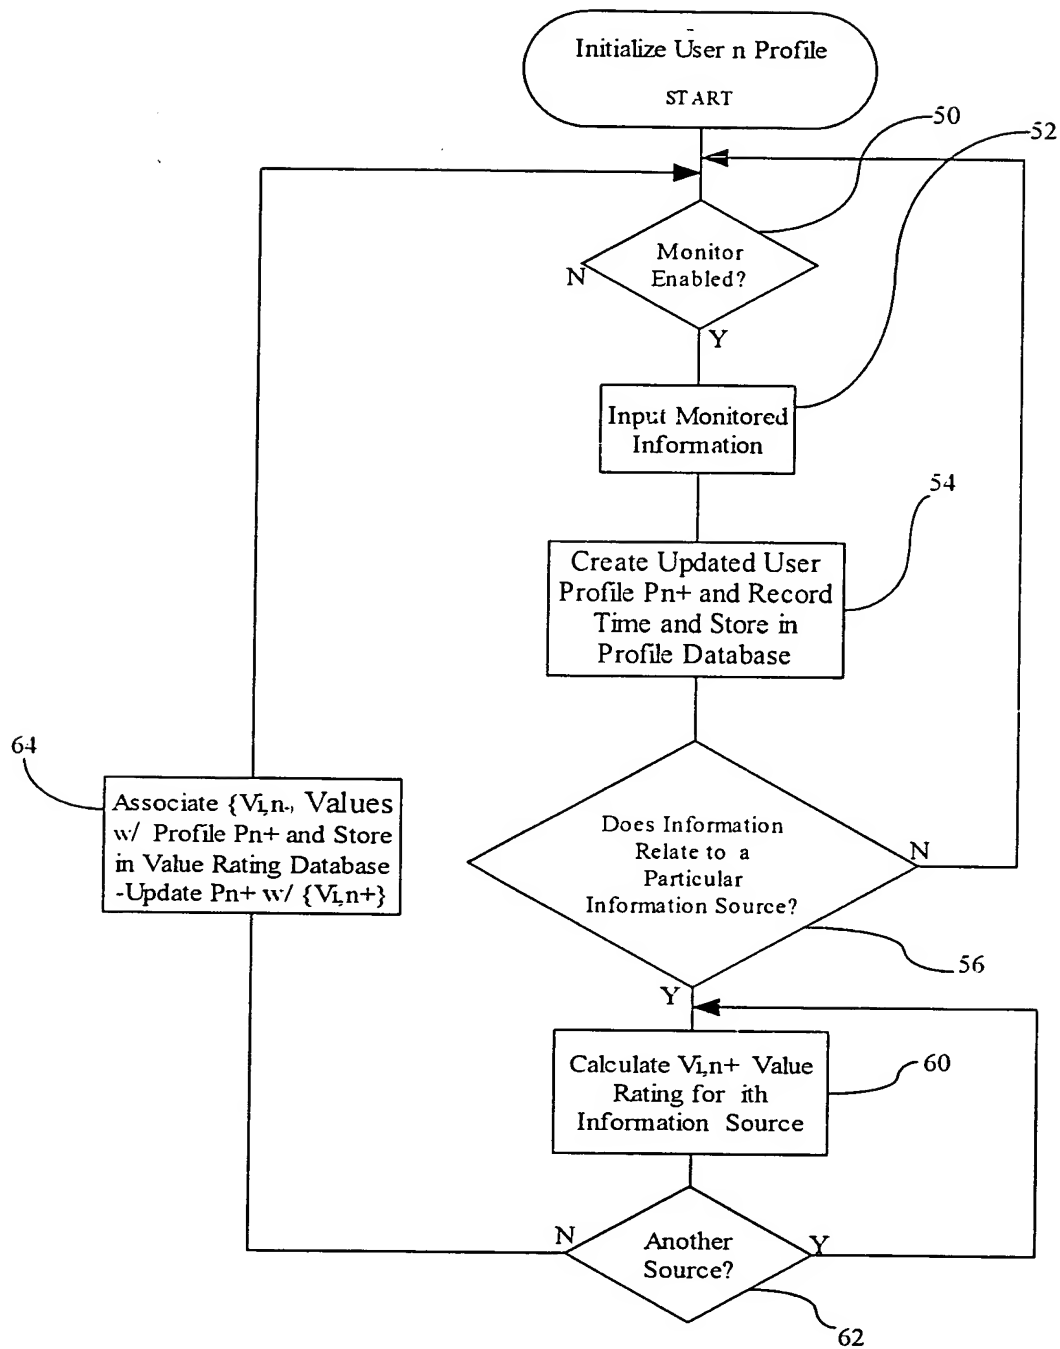 Initialize User n Profile
START
50
52
Monitor
Enabled?
N
Y
Input Monitored
Information
54
Create Updated User
Profile Pn+ and Record
Time and Store in
Profile Database
64
Associate {Vi,n., Values
w/ Profile Pn+ and Store
in Value Rating Database
-Update Pn+ w/ {Vi,n+}
Does Information
Relate to a
Particular
Information Source?
N
56
Y
Calculate Vi,n+ Value
Rating for ith
Information Source
60
N
Another
Source?
Y
62